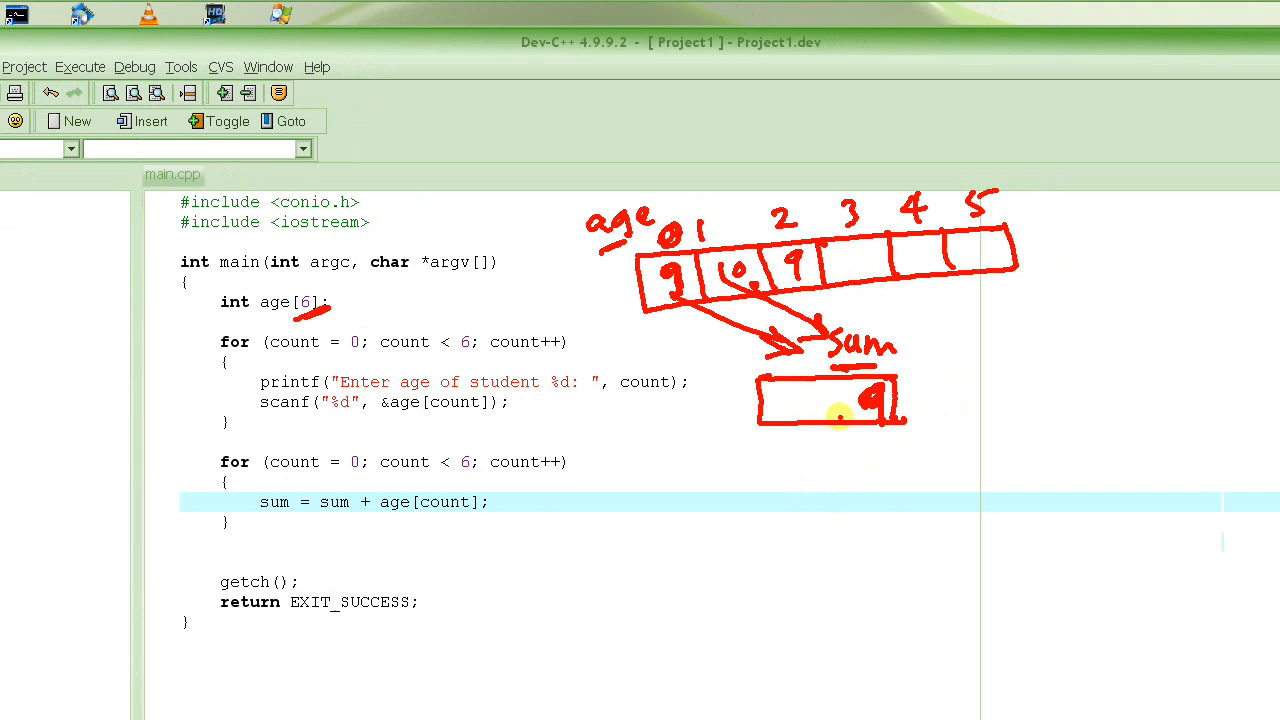 HD
Dev-C++ 4.9.9.2 - [ Project1 ] - Project1.dev
Project Execute Debug Tools CVS Window Help
New Insert Toggle Goto
main.cpp
#include <conio.h>
#include <iostream>
int main(int argc, char *argv[])
{
int age[6];
for (count = 0; count < 6; count++)
{
printf("Enter age of student %d: ", count);
scanf("%d", &age[count]);
}
for (count = 0; count < 6; count++)
{
sum = sum + age[count];
}
getch();
return EXIT_SUCCESS;
}
age
0 1 2 3 4 5
9 10 9
sum
9